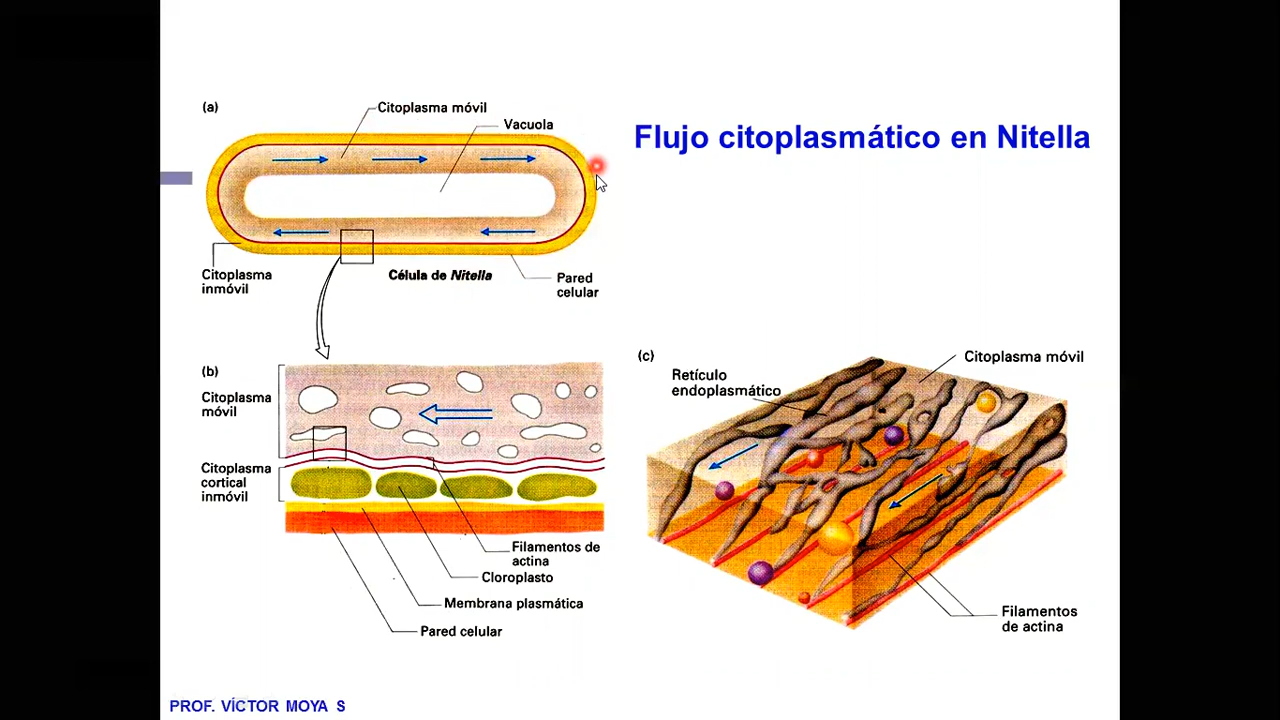 Flujo citoplasmático en Nitella
(a)
Citoplasma móvil
Vacuola
Citoplasma
inmóvil
Célula de Nitella
Pared
celular
(b)
Citoplasma
móvil
Citoplasma
cortical
inmóvil
Filamentos de
actina
Cloroplasto
Membrana plasmática
Pared celular
(c)
Citoplasma móvil
Retículo
endoplasmático
Filamentos
de actina
PROF. VÍCTOR MOYA S